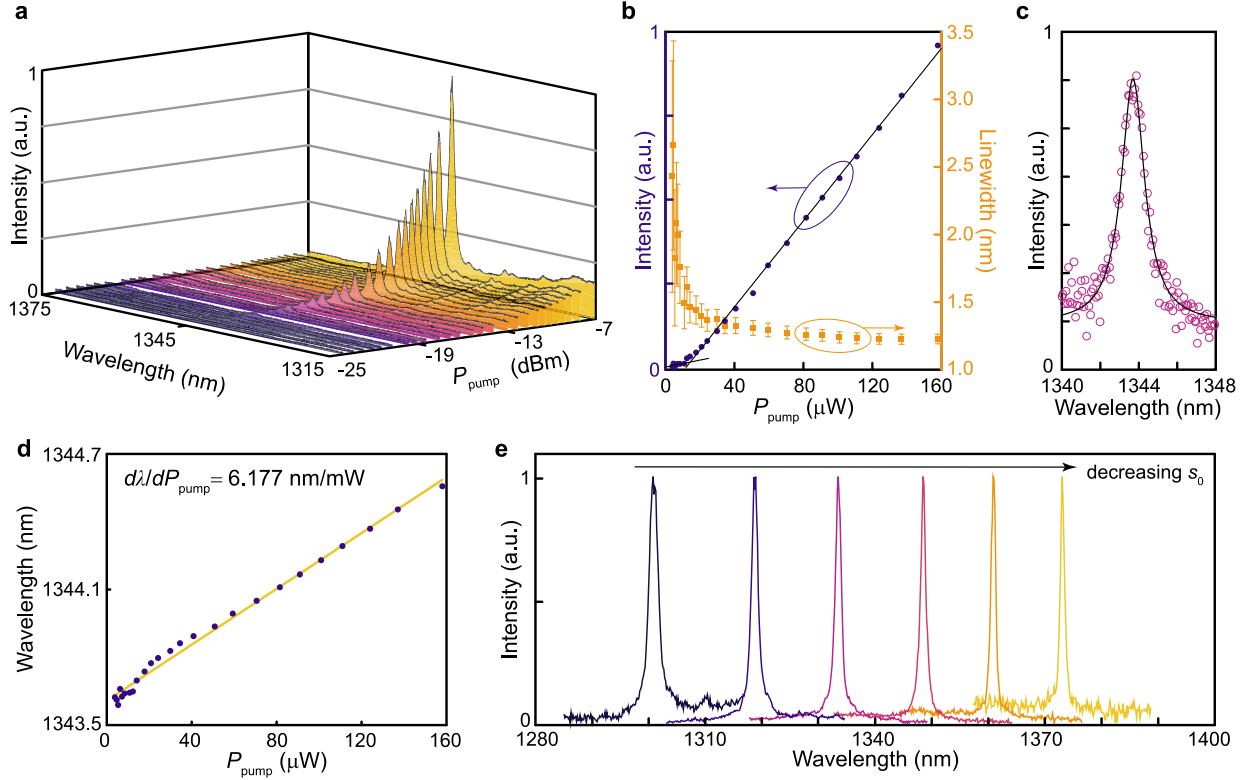 a
Intensity (a.u.)
1
0
1375
1345
1315
Wavelength (nm)
-25
-19
-13
-7
P_pump (dBm)
b
Intensity (a.u.)
1
0
0
40
80
120
160
P_pump (μW)
3.5
3.0
2.5
2.0
1.5
1.0
Linewidth (nm)
c
Intensity (a.u.)
1
0
1340
1344
1348
Wavelength (nm)
d
Wavelength (nm)
1344.7
1344.1
1343.5
dλ/dP_pump= 6.177 nm/mW
0
40
80
120
160
P_pump (μW)
e
Intensity (a.u.)
1
0
decreasing s_0
1280
1310
1340
1370
1400
Wavelength (nm)